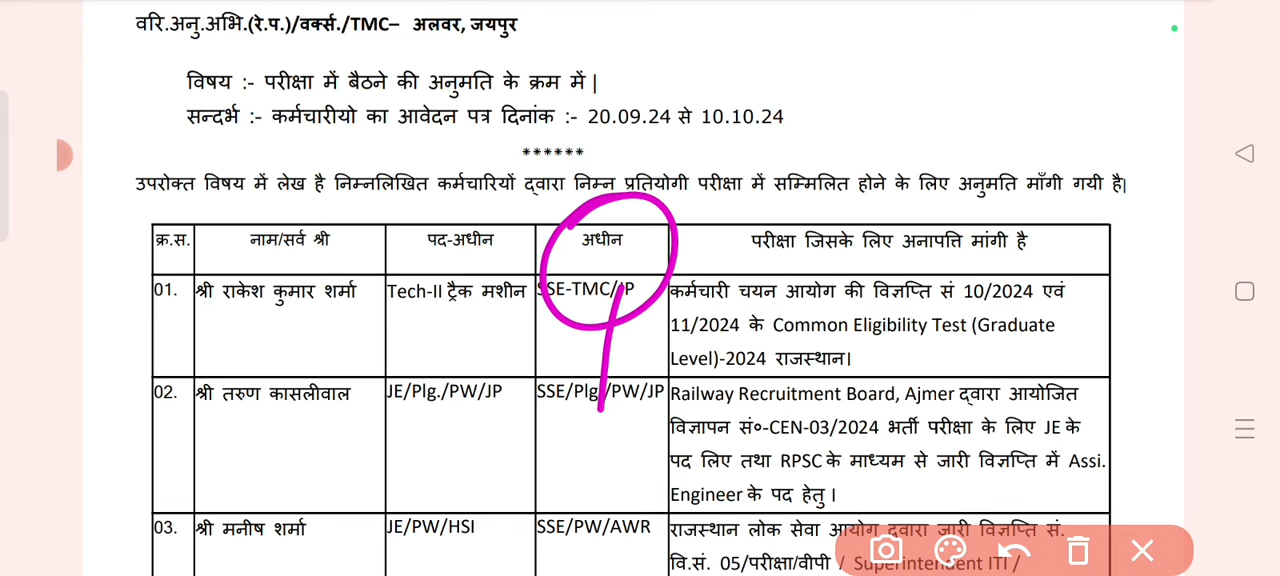 वरि.अनु.अभि.(रे.प.)/वर्क्स./TMC– अलवर, जयपुर
विषय :- परीक्षा में बैठने की अनुमति के क्रम में |
सन्दर्भ :- कर्मचारीयो का आवेदन पत्र दिनांक :- 20.09.24 से 10.10.24
******
उपरोक्त विषय में लेख है निम्नलिखित कर्मचारियों द्वारा निम्न प्रतियोगी परीक्षा में सम्मिलित होने के लिए अनुमति माँगी गयी है|
क्र.स. नाम/सर्व श्री पद-अधीन अधीन परीक्षा जिसके लिए अनापत्ति मांगी है
01. श्री राकेश कुमार शर्मा Tech-II ट्रैक मशीन SSE-TMC/JP कर्मचारी चयन आयोग की विज्ञप्ति सं 10/2024 एवं
11/2024 के Common Eligibility Test (Graduate
Level)-2024 राजस्थान।
02. श्री तरुण कासलीवाल JE/Plg./PW/JP SSE/Plg./PW/JP Railway Recruitment Board, Ajmer द्वारा आयोजित
विज्ञापन सं०-CEN-03/2024 भर्ती परीक्षा के लिए JE के
पद लिए तथा RPSC के माध्यम से जारी विज्ञप्ति में Assi.
Engineer के पद हेतु ।
03. श्री मनीष शर्मा JE/PW/HSI SSE/PW/AWR राजस्थान लोक सेवा आयोग द्वारा जारी विज्ञप्ति सं.
वि.सं. 05/परीक्षा/वीपी / Superintendent ITI /